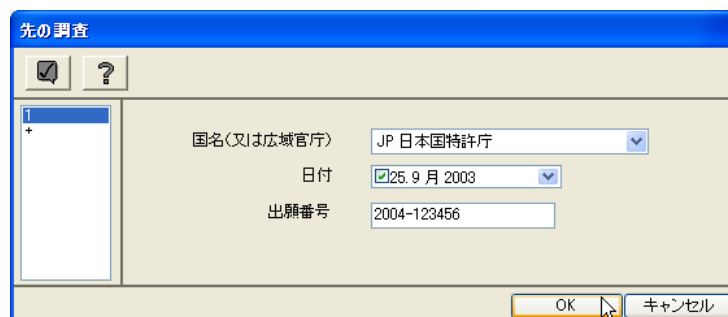 先の調査
?
1
+
国名(又は広域官庁)
JP 日本国特許庁
日付
25. 9 月 2003
出願番号
2004-123456
OK
キャンセル